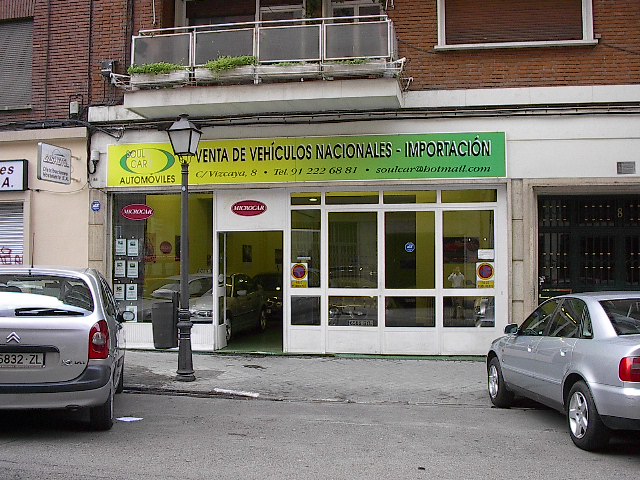 SOUL
CAR
AUTOMÓVILES
VENTA DE VEHÍCULOS NACIONALES - IMPORTACIÓN
C/ Vizcaya, 8 • Tel. 91 222 68 81 • soulcar@hotmail.com
A.
MICROCAR
MICROCAR
8
5832 ZL